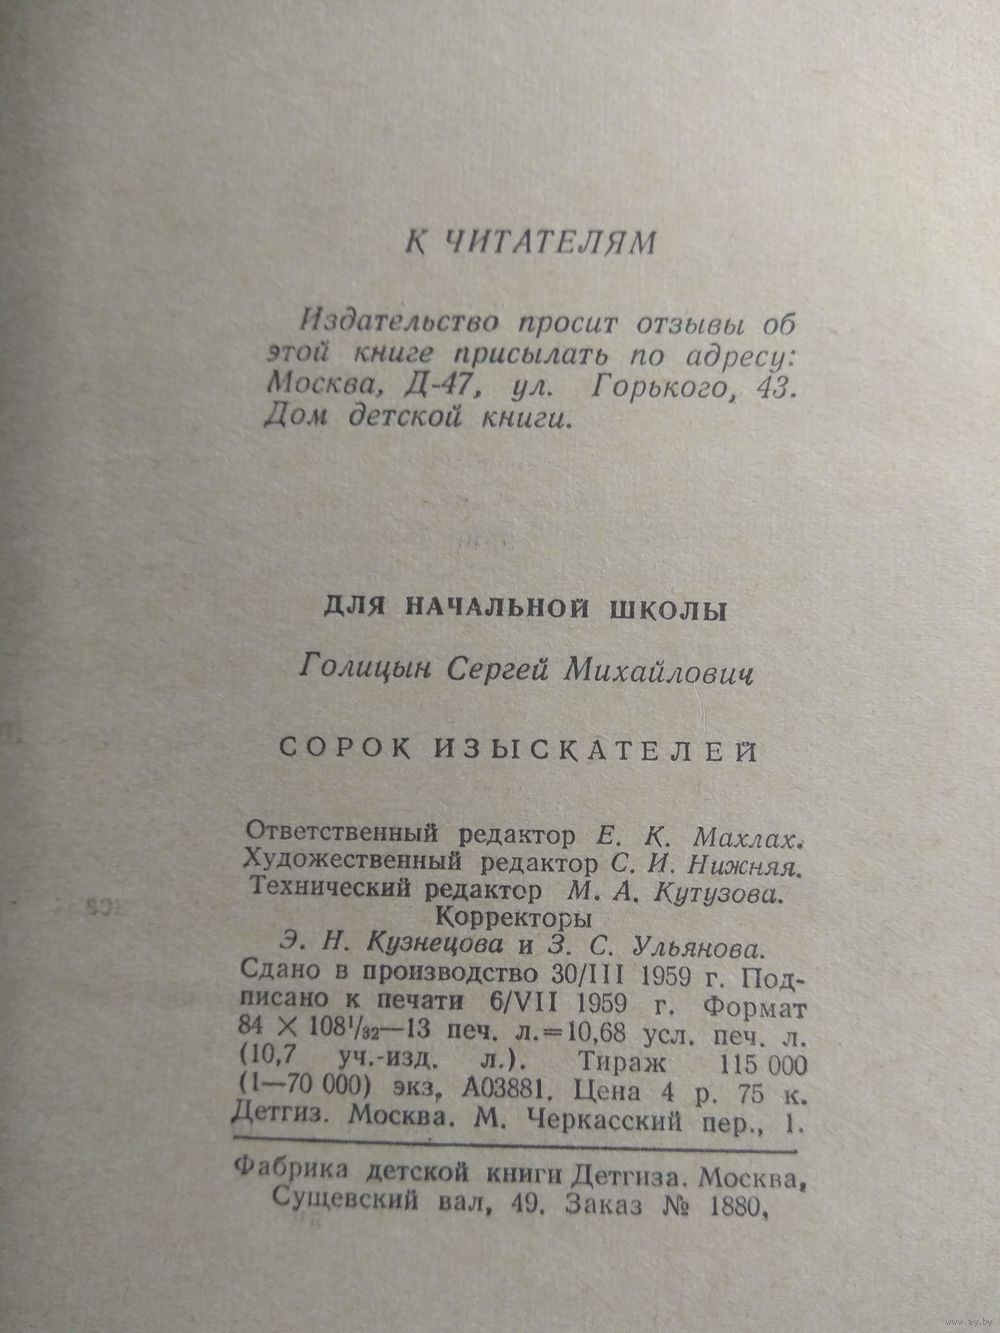 К ЧИТАТЕЛЯМ
Издательство просит отзывы об
этой книге присылать по адресу:
Москва, Д-47, ул. Горького, 43.
Дом детской книги.
ДЛЯ НАЧАЛЬНОЙ ШКОЛЫ
Голицын Сергей Михайлович
СОРОК ИЗЫСКАТЕЛЕЙ
Ответственный редактор Е. К. Махлах.
Художественный редактор С. И. Нижняя.
Технический редактор М. А. Кутузова.
Корректоры
Э. Н. Кузнецова и З. С. Ульянова.
Сдано в производство 30/III 1959 г. Под-
писано к печати 6/VII 1959 г. Формат
84 × 108¹/₃₂—13 печ. л.=10,68 усл. печ. л.
(10,7 уч.-изд. л.). Тираж 115 000
(1—70 000) экз, А03881. Цена 4 р. 75 к.
Детгиз. Москва. М. Черкасский пер., 1.
Фабрика детской книги Детгиза. Москва,
Сущевский вал, 49. Заказ № 1880.
www.ay.by